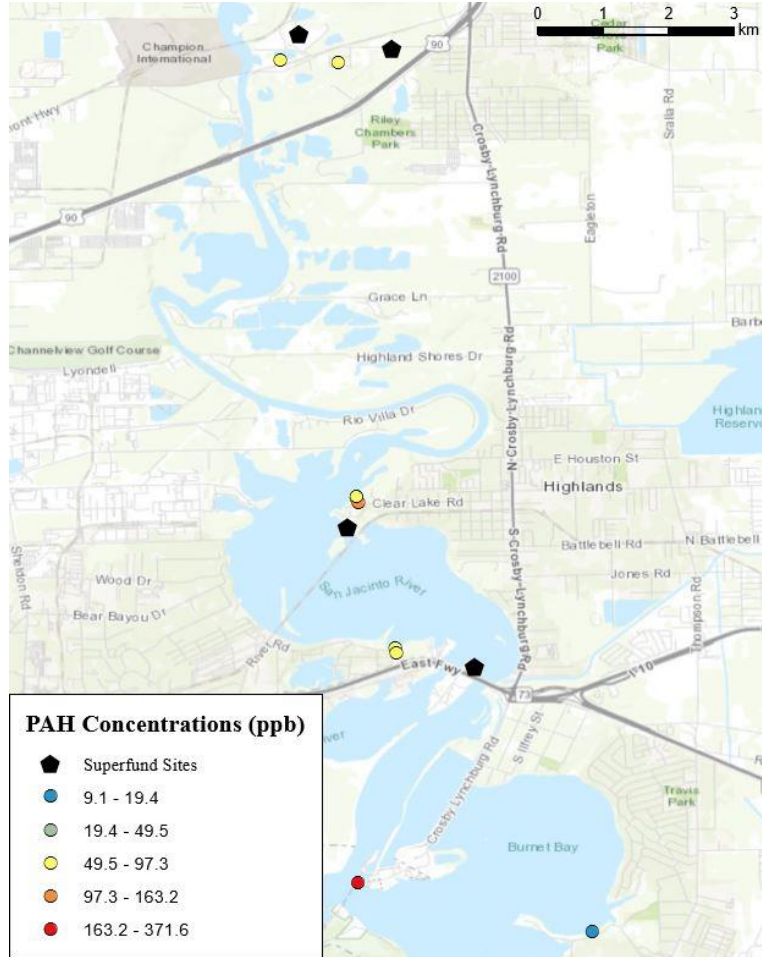 0 1 2 3
km
Champion
International
90
Cedar
Grove
Park
Riley
Chambers
Park
Crosby-Lynchburg Rd
Sralla Rd
Eagleton
90
2100
Grace Ln
Channelview Golf Course
Lyondell
Highland Shores Dr
N Crosby-Lynchburg Rd
Rio Villa Dr
E Houston St
Highlands
Clear Lake Rd
S Crosby-Lynchburg Rd
Battlebell Rd
N Battlebell
Jones Rd
Sheldon Rd
Wood Dr
Bear Bayou Dr
San Jacinto River
River Rd
Thompson Rd
East Fwy
I 10
73
S Ilfrey St
Crosby Lynchburg Rd
Travis
Park
Burnet Bay
PAH Concentrations (ppb)
Superfund Sites
9.1 - 19.4
19.4 - 49.5
49.5 - 97.3
97.3 - 163.2
163.2 - 371.6